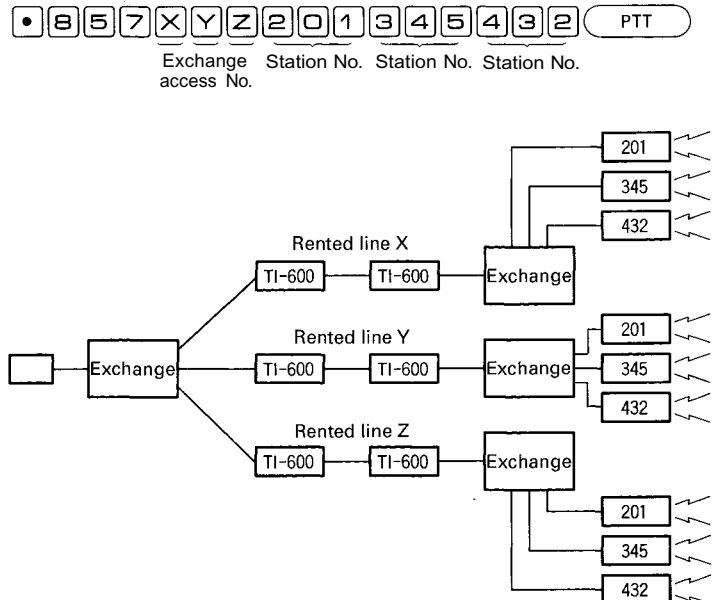 • 8 5 7 X Y Z 2 0 1 3 4 5 4 3 2 PTT
Exchange access No. Station No. Station No. Station No.
201
345
432
Rented line X
TI-600 TI-600 Exchange
Rented line Y
201
Exchange TI-600 TI-600 Exchange 345
432
Rented line Z
TI-600 TI-600 Exchange
201
345
432